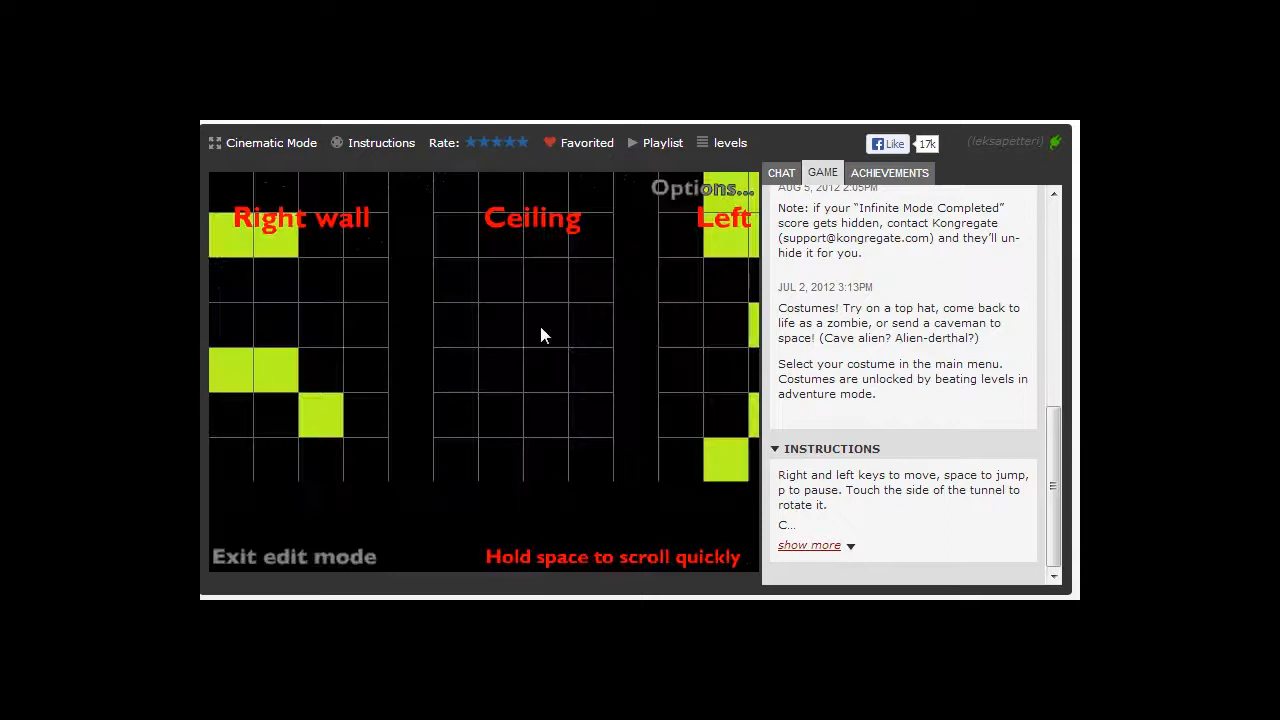 Cinematic Mode Instructions Rate: Favorited Playlist levels Like 17k (leksapetteri)
CHAT GAME ACHIEVEMENTS
Options...
Right wall Ceiling Left
Exit edit mode Hold space to scroll quickly
AUG 5, 2012 2:05PM
Note: if your “Infinite Mode Completed”
score gets hidden, contact Kongregate
(support@kongregate.com) and they’ll un-
hide it for you.
JUL 2, 2012 3:13PM
Costumes! Try on a top hat, come back to
life as a zombie, or send a caveman to
space! (Cave alien? Alien-derthal?)
Select your costume in the main menu.
Costumes are unlocked by beating levels in
adventure mode.
INSTRUCTIONS
Right and left keys to move, space to jump,
p to pause. Touch the side of the tunnel to
rotate it.
C...
show more